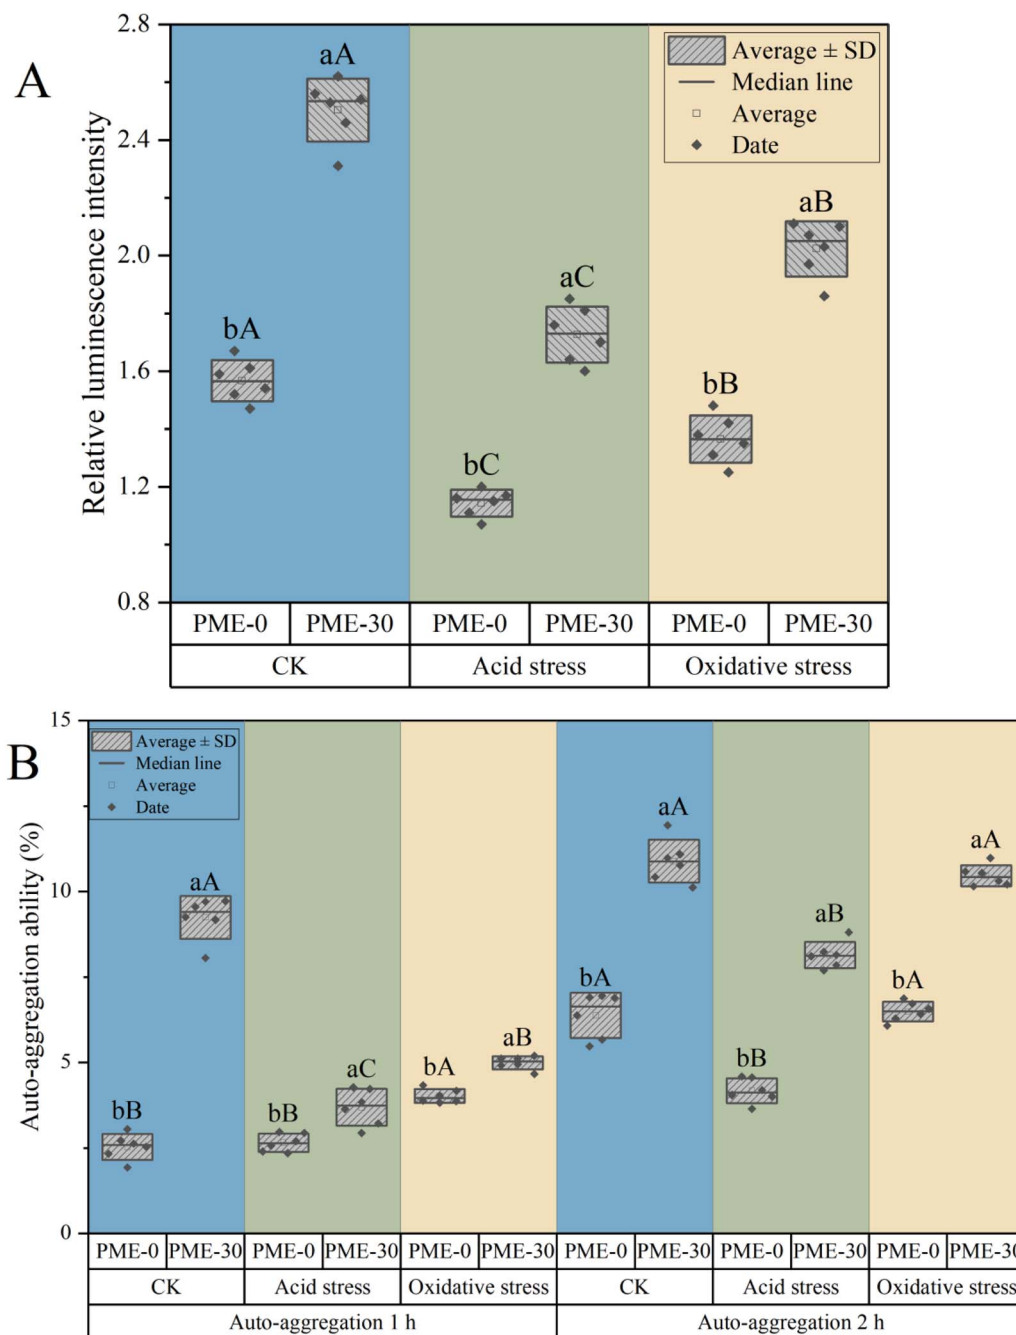 A
Relative luminescence intensity
2.8
2.4
2.0
1.6
1.2
0.8
Average ± SD
Median line
Average
Date
bA
aA
bC
aC
bB
aB
PME-0 PME-30 PME-0 PME-30 PME-0 PME-30
CK Acid stress Oxidative stress
B
Auto-aggregation ability (%)
15
10
5
0
Average ± SD
Median line
Average
Date
bB
aA
bB
aC
bA
aB
bA
aA
bB
aB
bA
aA
PME-0 PME-30 PME-0 PME-30 PME-0 PME-30 PME-0 PME-30 PME-0 PME-30 PME-0 PME-30
CK Acid stress Oxidative stress CK Acid stress Oxidative stress
Auto-aggregation 1 h Auto-aggregation 2 h